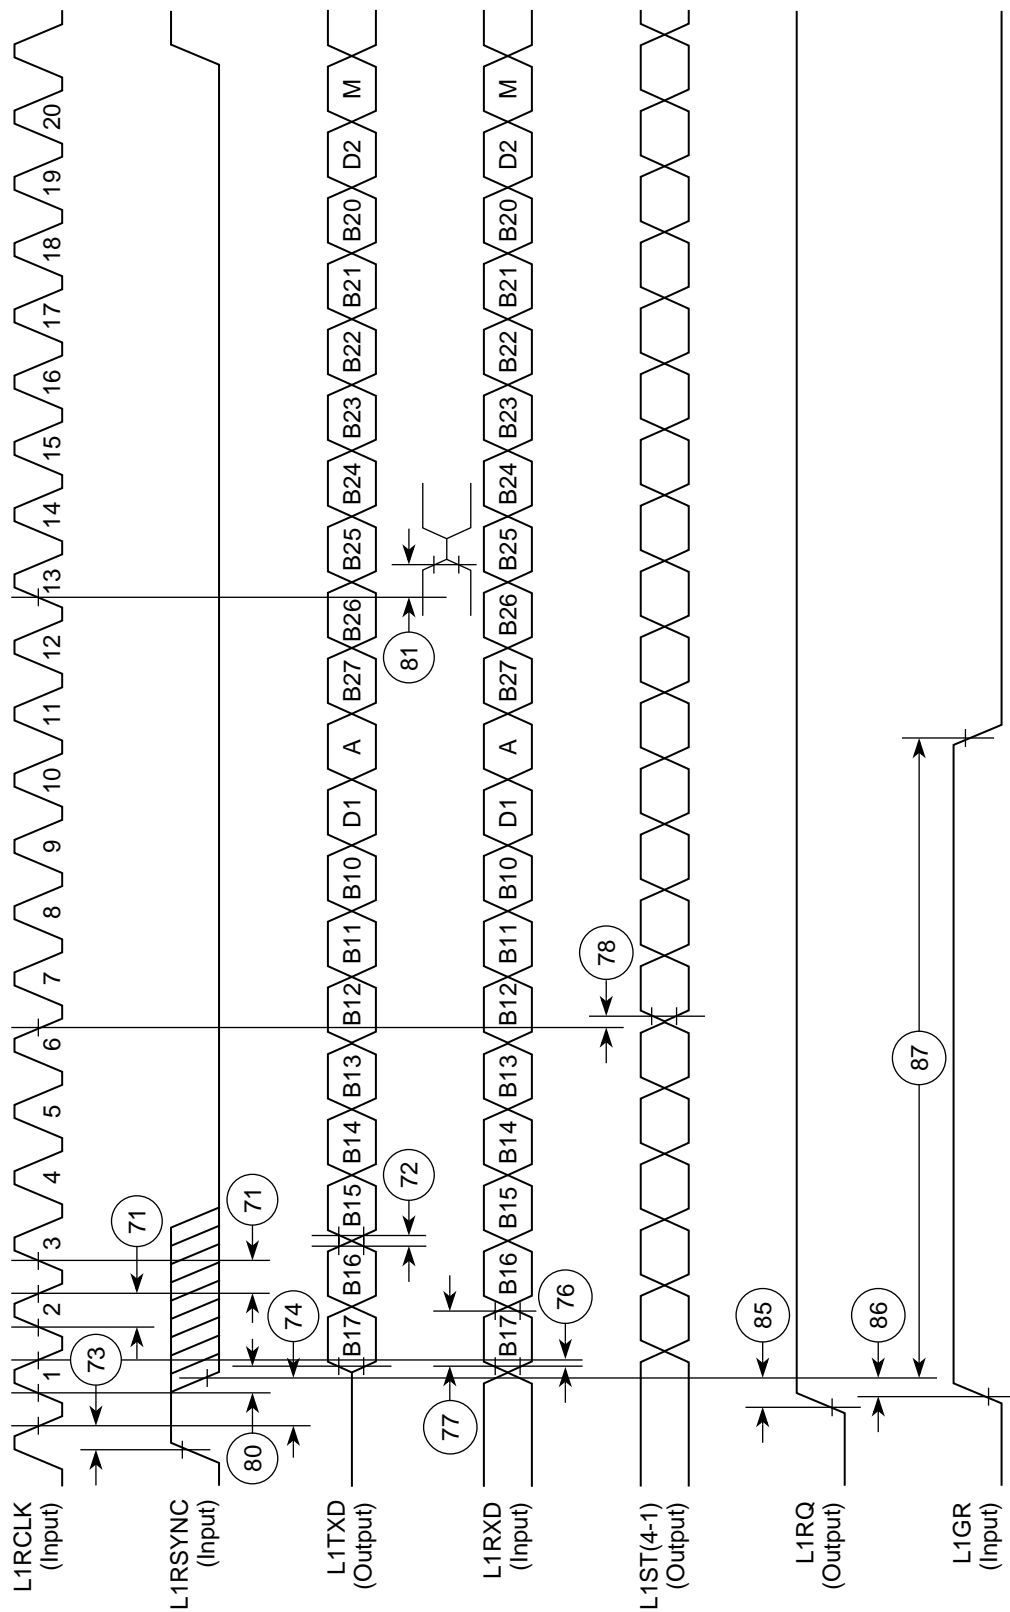 L1RCLK
(Input)
1 2 3 4 5 6 7 8 9 10 11 12 13 14 15 16 17 18 19 20
73
71
L1RSYNC
(Input)
80
74
71
L1TXD
(Output)
B17 B16 B15 B14 B13 B12 B11 B10 D1 A B27 B26 B25 B24 B23 B22 B21 B20 D2 M
72
81
77
L1RXD
(Input)
B17 B16 B15 B14 B13 B12 B11 B10 D1 A B27 B26 B25 B24 B23 B22 B21 B20 D2 M
76
78
L1ST(4-1)
(Output)
L1RQ
(Output)
85
86
87
L1GR
(Input)